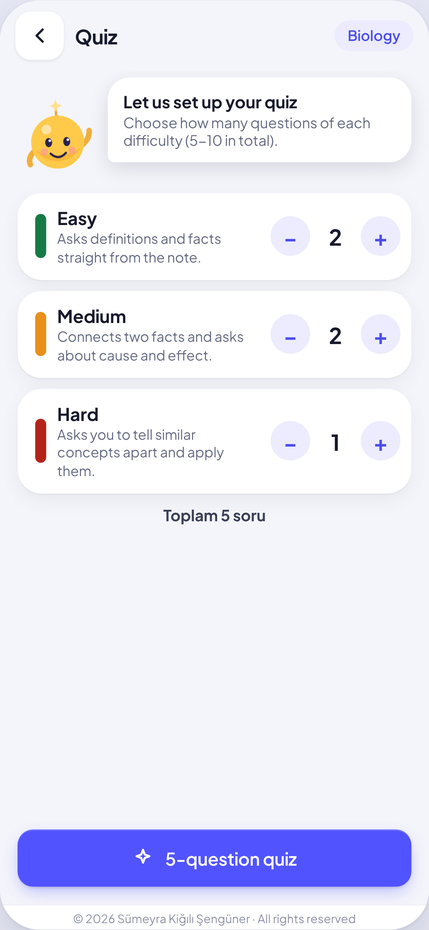 Quiz
Biology
Let us set up your quiz
Choose how many questions of each
difficulty (5–10 in total).
Easy
Asks definitions and facts
straight from the note.
– 2 +
Medium
Connects two facts and asks
about cause and effect.
– 2 +
Hard
Asks you to tell similar
concepts apart and apply
them.
– 1 +
Toplam 5 soru
5-question quiz
© 2026 Sümeyra Kiğılı Şengüner · All rights reserved